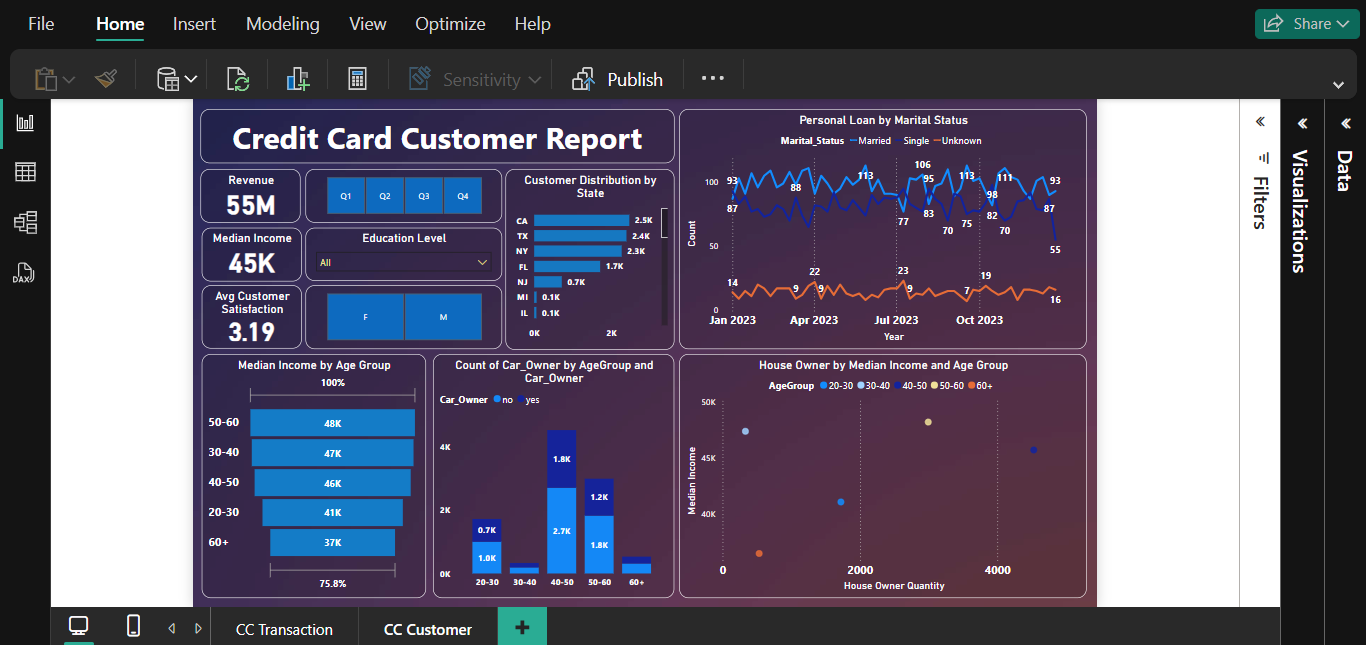 File Home Insert Modeling View Optimize Help Share
Sensitivity Publish
DAX
Credit Card Customer Report
Revenue
55M
Q1 Q2 Q3 Q4
Median Income
45K
Education Level
All
Avg Customer
Satisfaction
3.19
F M
Customer Distribution by
State
CA 2.5K
TX 2.4K
NY 2.3K
FL 1.7K
NJ 0.7K
MI 0.1K
IL 0.1K
0K 2K
Personal Loan by Marital Status
Marital_Status Married Single Unknown
Count
100
50
0
93 88 113 106 95 113 98 111 93
87 77 83 70 75 82 70 87 55
14 9 22 9 23 9 7 19 16
Jan 2023 Apr 2023 Jul 2023 Oct 2023
Year
Median Income by Age Group
100%
50-60 48K
30-40 47K
40-50 46K
20-30 41K
60+ 37K
75.8%
Count of Car_Owner by AgeGroup and
Car_Owner
Car_Owner no yes
4K
2K
0K
0.7K 1.0K 1.8K 2.7K 1.2K 1.8K
20-30 30-40 40-50 50-60 60+
House Owner by Median Income and Age Group
AgeGroup 20-30 30-40 40-50 50-60 60+
Median Income
50K
45K
40K
0 2000 4000
House Owner Quantity
Filters
Visualizations
Data
CC Transaction CC Customer